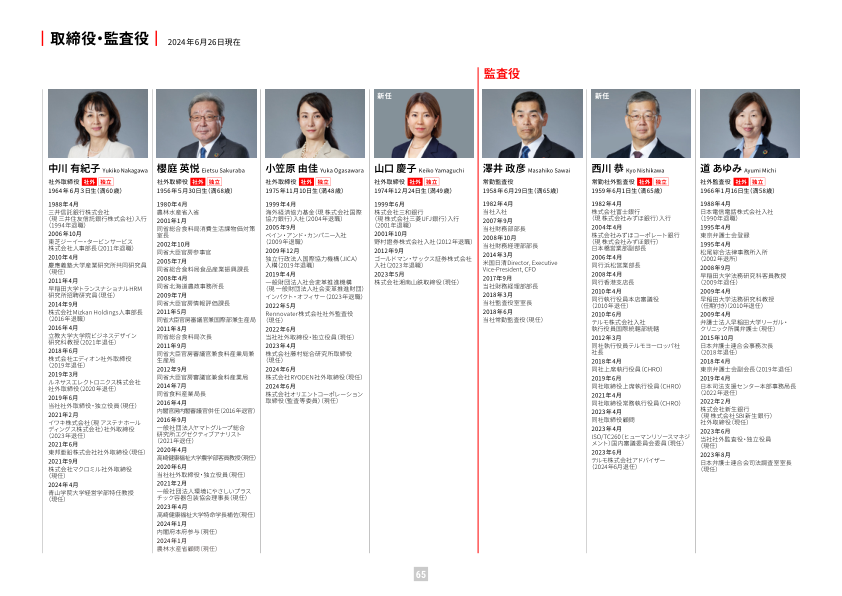 取締役・監査役
2024年6月26日現在
中川 有紀子 Yukiko Nakagawa
社外取締役 社外 独立
1964年6月3日生（満60歳）
1988年4月
三井信託銀行株式会社
（現 三井住友信託銀行株式会社）入行
（1994年退職）
2006年10月
東芝ジーイー・タービンサービス
株式会社人事部長（2011年退職）
2010年4月
慶應義塾大学産業研究所共同研究員
（現任）
2011年4月
早稲田大学トランスナショナルHRM
研究所招聘研究員（現任）
2014年9月
株式会社Mizkan Holdings人事部長
（2016年退職）
2016年4月
立教大学大学院ビジネスデザイン
研究科教授（2021年退任）
2018年6月
株式会社エディオン社外取締役
（2019年退任）
2019年3月
ルネサスエレクトロニクス株式会社
社外取締役（2020年退任）
2019年6月
当社社外取締役・独立役員（現任）
2021年2月
イワキ株式会社（現 アステナホール
ディングス株式会社）社外取締役
（2023年退任）
2021年6月
東邦亜鉛株式会社社外取締役（現任）
2021年9月
株式会社マクロミル社外取締役
（現任）
2024年4月
青山学院大学経営学部特任教授
（現任）
櫻庭 英悦 Eietsu Sakuraba
社外取締役 社外 独立
1956年5月30日生（満68歳）
1980年4月
農林水産省入省
2001年1月
同省総合食料局消費生活課物価対策
室長
2002年10月
同省大臣官房参事官
2005年7月
同省総合食料局食品産業振興課長
2008年4月
同省北海道農政事務所長
2009年7月
同省大臣官房情報評価課長
2011年5月
同省大臣官房審議官兼国際部兼生産局
2011年8月
同省総合食料局次長
2011年9月
同省大臣官房審議官兼食料産業局兼
生産局
2012年9月
同省大臣官房審議官兼食料産業局
2014年7月
同省食料産業局長
2016年4月
内閣官房内閣審議官併任（2016年退官）
2016年9月
一般社団法人ヤマトグループ総合
研究所エグゼクティブアナリスト
（2021年退任）
2020年4月
高崎健康福祉大学農学部客員教授（現任）
2020年6月
当社社外取締役・独立役員（現任）
2021年2月
一般社団法人環境にやさしいプラス
チック容器包装協会理事長（現任）
2023年4月
高崎健康福祉大学特命学長補佐（現任）
2024年1月
内閣府本府参与（現任）
2024年1月
農林水産省顧問（現任）
小笠原 由佳 Yuka Ogasawara
社外取締役 社外 独立
1975年11月10日生（満48歳）
1999年4月
海外経済協力基金（現 株式会社国際
協力銀行）入社（2004年退職）
2005年9月
ベイン・アンド・カンパニー入社
（2009年退職）
2009年12月
独立行政法人国際協力機構（JICA）
入構（2019年退職）
2019年4月
一般財団法人社会変革推進機構
（現 一般財団法人社会変革推進財団）
インパクト・オフィサー（2023年退職）
2022年5月
Rennovater株式会社社外監査役
（現任）
2022年6月
当社社外取締役・独立役員（現任）
2023年4月
株式会社藤村総合研究所取締役
（現任）
2024年6月
株式会社RYODEN社外取締役（現任）
2024年6月
株式会社オリエントコーポレーション
取締役（監査等委員）（現任）
新任
山口 慶子 Keiko Yamaguchi
社外取締役 社外 独立
1974年12月24日生（満49歳）
1999年6月
株式会社三和銀行
（現 株式会社三菱UFJ銀行）入行
（2001年退職）
2001年10月
野村證券株式会社入社（2012年退職）
2012年9月
ゴールドマン・サックス証券株式会社
入社（2023年退職）
2023年5月
株式会社湘南山鉄取締役（現任）
監査役
澤井 政彦 Masahiko Sawai
常勤監査役
1958年6月29日生（満65歳）
1982年4月
当社入社
2007年9月
当社財務部部長
2008年10月
当社財務経理部部長
2014年3月
米国日清Director, Executive
Vice-President, CFO
2017年9月
当社財務経理部部長
2018年3月
当社監査役室室長
2018年6月
当社常勤監査役（現任）
新任
西川 恭 Kyo Nishikawa
常勤社外監査役 社外 独立
1959年6月1日生（満65歳）
1982年4月
株式会社富士銀行
（現 株式会社みずほ銀行）入行
2004年4月
株式会社みずほコーポレート銀行
（現 株式会社みずほ銀行）
日本橋営業部副部長
2006年4月
同行浜松営業部長
2008年4月
同行香港支店長
2010年4月
同行執行役員本店審議役
（2010年退任）
2010年6月
テルモ株式会社入社
執行役員国際統轄部統轄
2012年3月
同社執行役員テルモヨーロッパ社
社長
2018年4月
同社上席執行役員（CHRO）
2019年6月
同社取締役上席執行役員（CHRO）
2021年4月
同社取締役常務執行役員（CHRO）
2023年4月
同社取締役顧問
2023年4月
ISO/TC260（ヒューマンリソースマネジ
メント）国内審議委員会委員（現任）
2023年6月
テルモ株式会社アドバイザー
（2024年6月退任）
道 あゆみ Ayumi Michi
社外監査役 社外 独立
1966年1月16日生（満58歳）
1988年4月
日本電信電話株式会社入社
（1990年退職）
1995年4月
東京弁護士会登録
1995年4月
松尾綜合法律事務所入所
（2002年退所）
2008年9月
早稲田大学法務研究科客員教授
（2009年退任）
2009年4月
早稲田大学法務研究科教授
（任期付き）（2010年退任）
2009年4月
弁護士法人早稲田大学リーガル・
クリニック所属弁護士（現任）
2015年10月
日本弁護士連合会事務次長
（2018年退任）
2018年4月
東京弁護士会副会長（2019年退任）
2019年4月
日本司法支援センター本部事務局長
（2022年退任）
2022年2月
株式会社新生銀行
（現 株式会社SBI新生銀行）
社外取締役（現任）
2023年6月
当社社外監査役・独立役員
（現任）
2023年8月
日本弁護士連合会司法調査室室長
（現任）
65